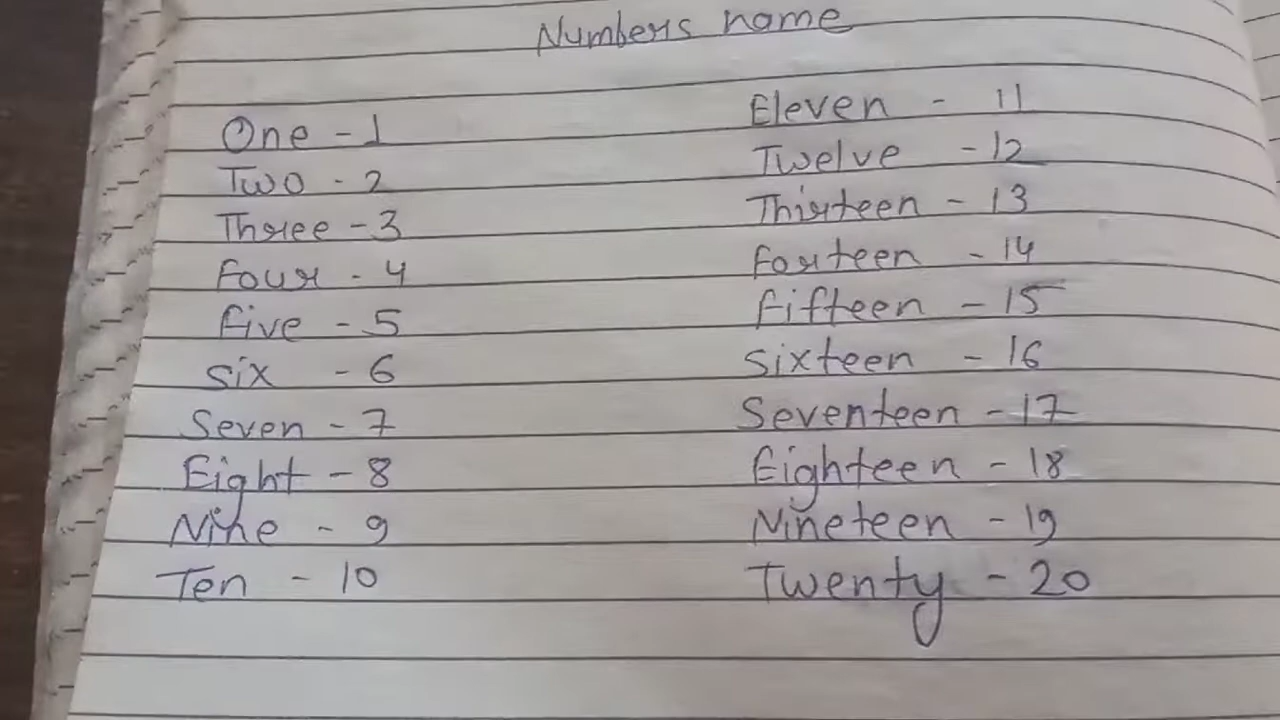 Numbers name
One - 1
Two - 2
Three - 3
Four - 4
Five - 5
Six - 6
Seven - 7
Eight - 8
Nine - 9
Ten - 10
Eleven - 11
Twelve - 12
Thirteen - 13
Forteen - 14
Fifteen - 15
Sixteen - 16
Seventeen - 17
Eighteen - 18
Nineteen - 19
Twenty - 20